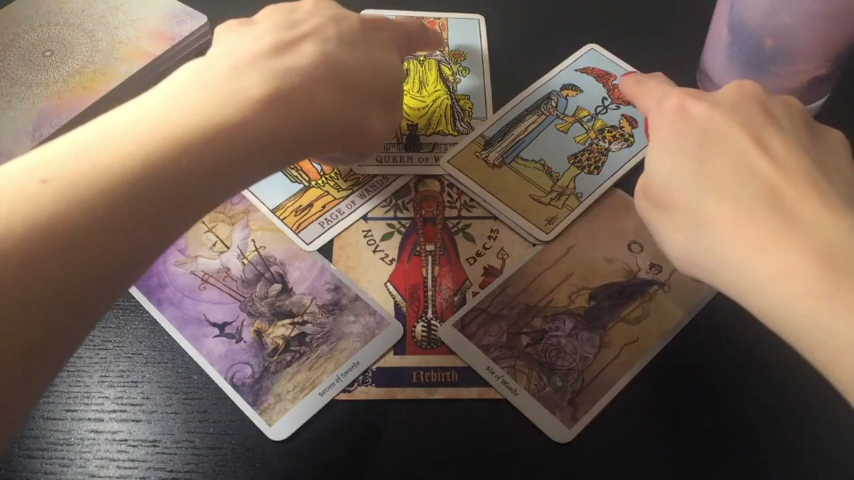 QUEEN OF W
PAGE OF WANDS
NOV 23
DEC 23
Seven of Swords
Six of Wands
Rebirth